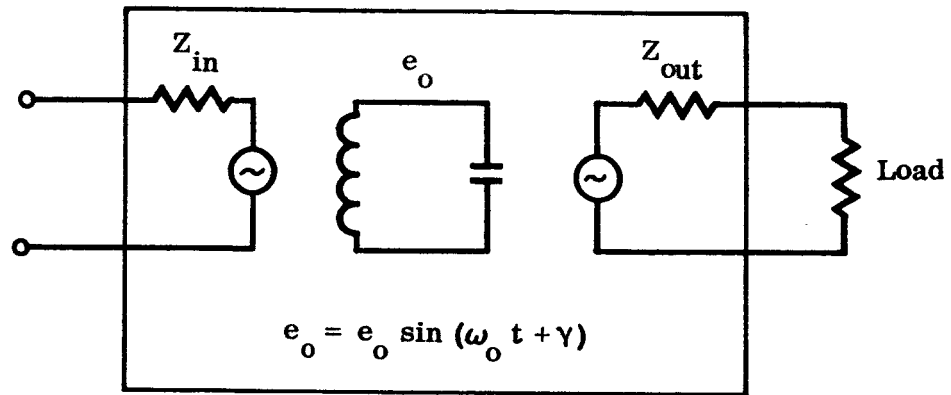 Z_in
e_o
Z_out
Load
e_o = e_o sin (ω_o t + γ)